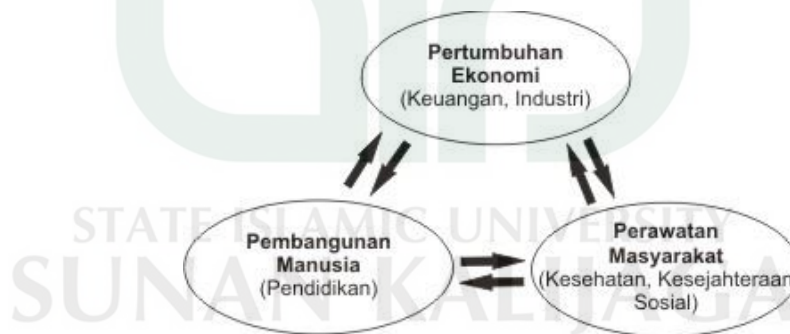 Pertumbuhan
Ekonomi
(Keuangan, Industri)
STATE ISLAMIC UNIVERSITY
SUNAN KALIJAGA
Pembangunan
Manusia
(Pendidikan)
Perawatan
Masyarakat
(Kesehatan, Kesejahteraan
Sosial)